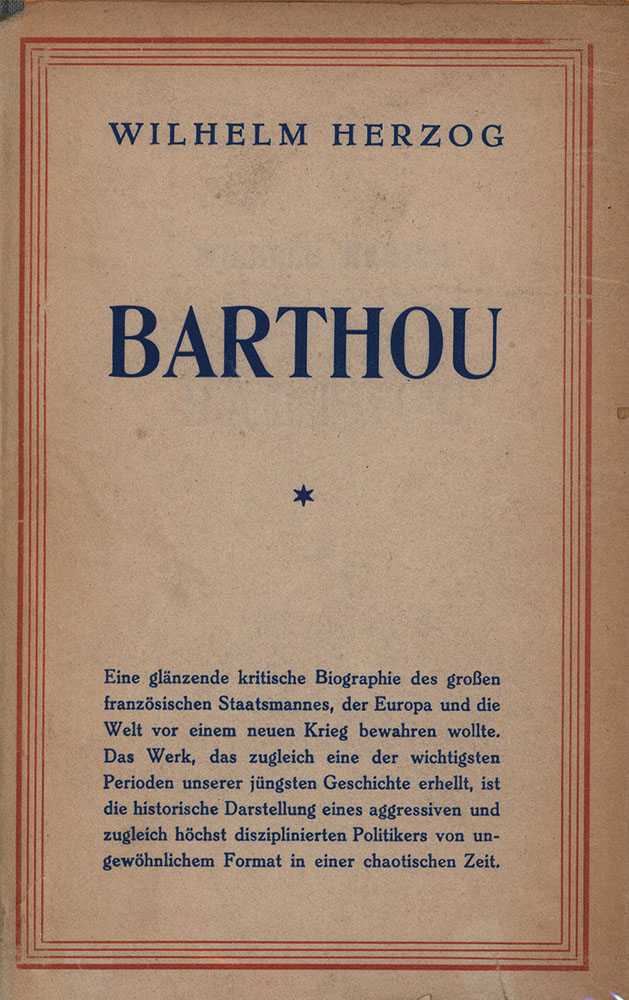 WILHELM HERZOG
BARTHOU
Eine glänzende kritische Biographie des großen
französischen Staatsmannes, der Europa und die
Welt vor einem neuen Krieg bewahren wollte.
Das Werk, das zugleich eine der wichtigsten
Perioden unserer jüngsten Geschichte erhellt, ist
die historische Darstellung eines aggressiven und
zugleich höchst disziplinierten Politikers von un-
gewöhnlichem Format in einer chaotischen Zeit.